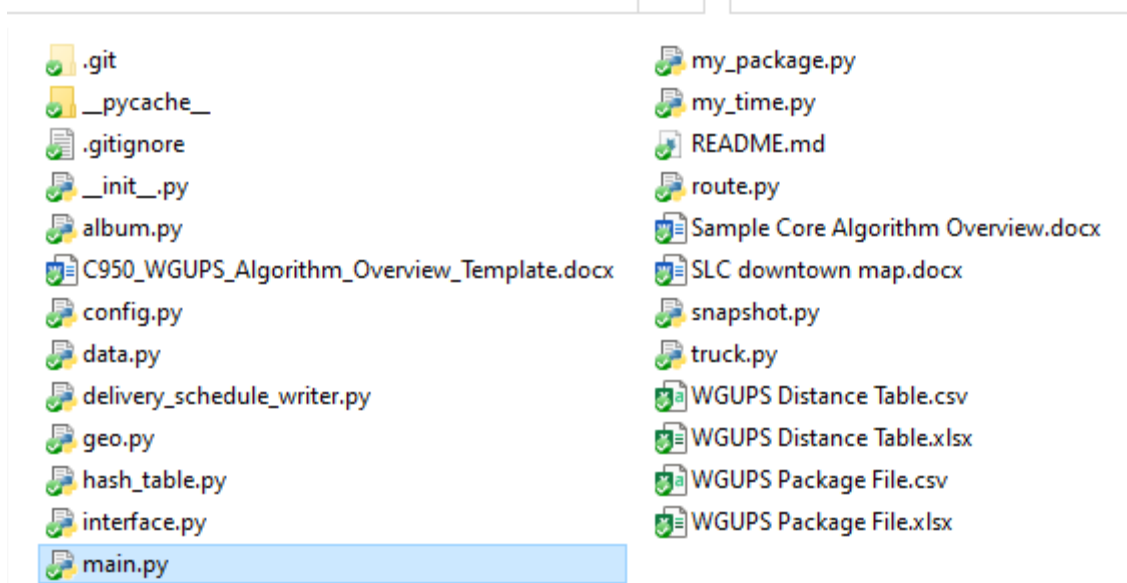 .git
__pycache__
.gitignore
__init__.py
album.py
C950_WGUPS_Algorithm_Overview_Template.docx
config.py
data.py
delivery_schedule_writer.py
geo.py
hash_table.py
interface.py
main.py
my_package.py
my_time.py
README.md
route.py
Sample Core Algorithm Overview.docx
SLC downtown map.docx
snapshot.py
truck.py
WGUPS Distance Table.csv
WGUPS Distance Table.xlsx
WGUPS Package File.csv
WGUPS Package File.xlsx